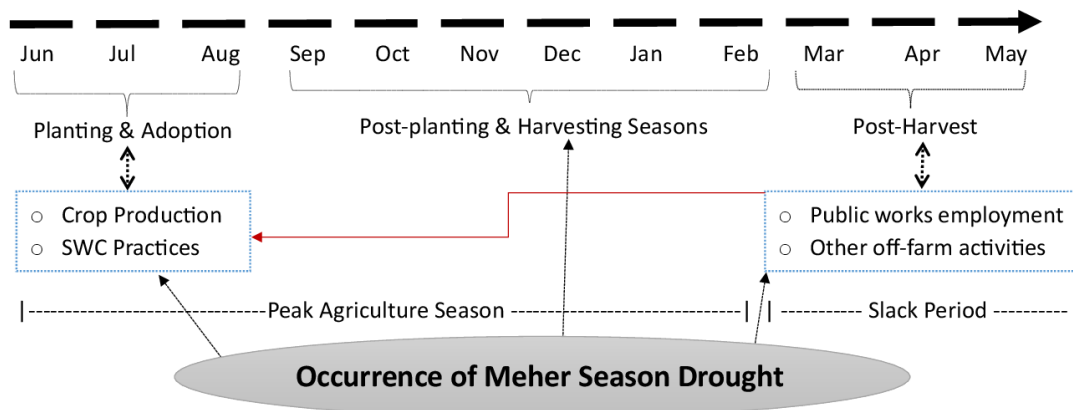 Jun Jul Aug Sep Oct Nov Dec Jan Feb Mar Apr May
Planting & Adoption Post-planting & Harvesting Seasons Post-Harvest
○ Crop Production
○ SWC Practices
○ Public works employment
○ Other off-farm activities
Peak Agriculture Season Slack Period
Occurrence of Meher Season Drought